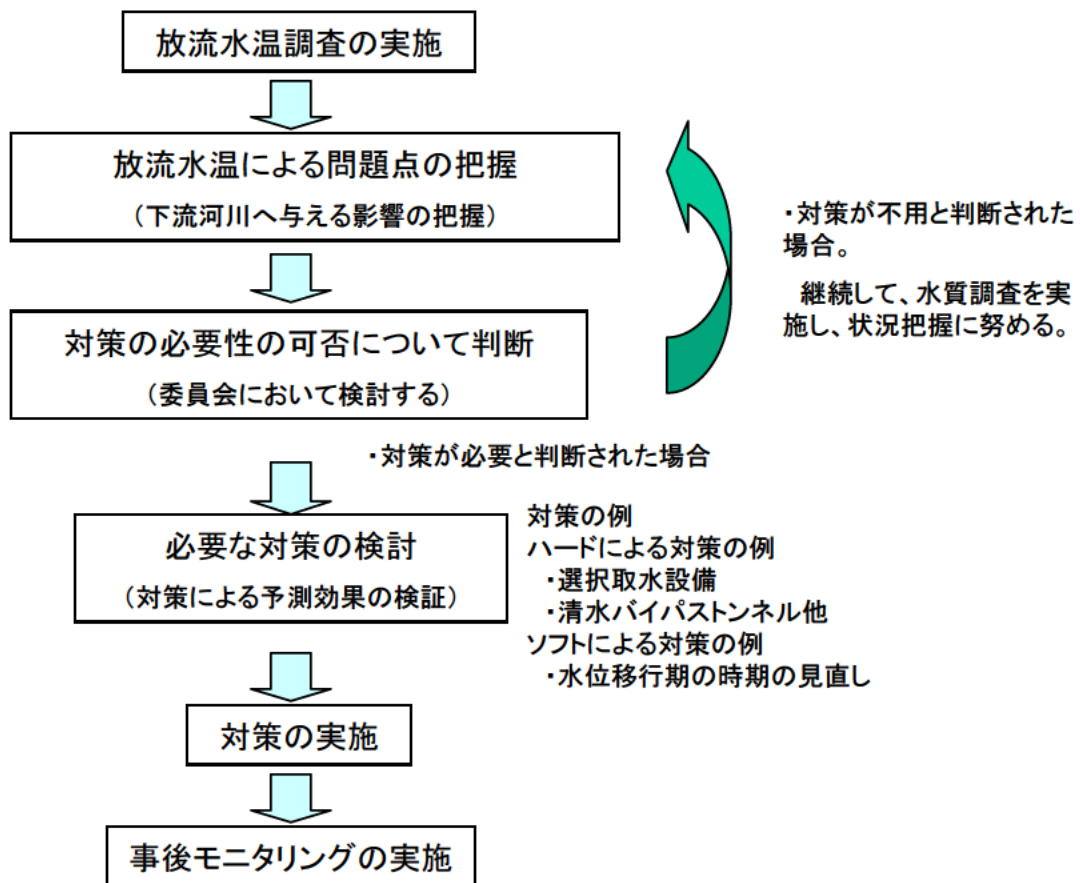 放流水温調査の実施
放流水温による問題点の把握
（下流河川へ与える影響の把握）
・対策が不用と判断された
場合。
　継続して、水質調査を実
施し、状況把握に努める。
対策の必要性の可否について判断
（委員会において検討する）
・対策が必要と判断された場合
必要な対策の検討
（対策による予測効果の検証）
対策の例
ハードによる対策の例
・選択取水設備
・清水バイパストンネル他
ソフトによる対策の例
・水位移行期の時期の見直し
対策の実施
事後モニタリングの実施